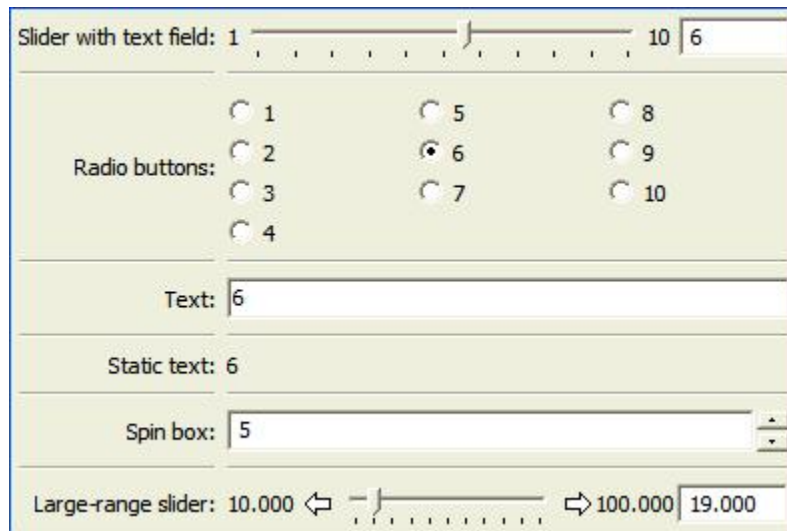 Slider with text field: 1 10 6
1 5 8
Radio buttons: 2 6 9
3 7 10
4
Text: 6
Static text: 6
Spin box: 5
Large-range slider: 10.000 100.000 19.000